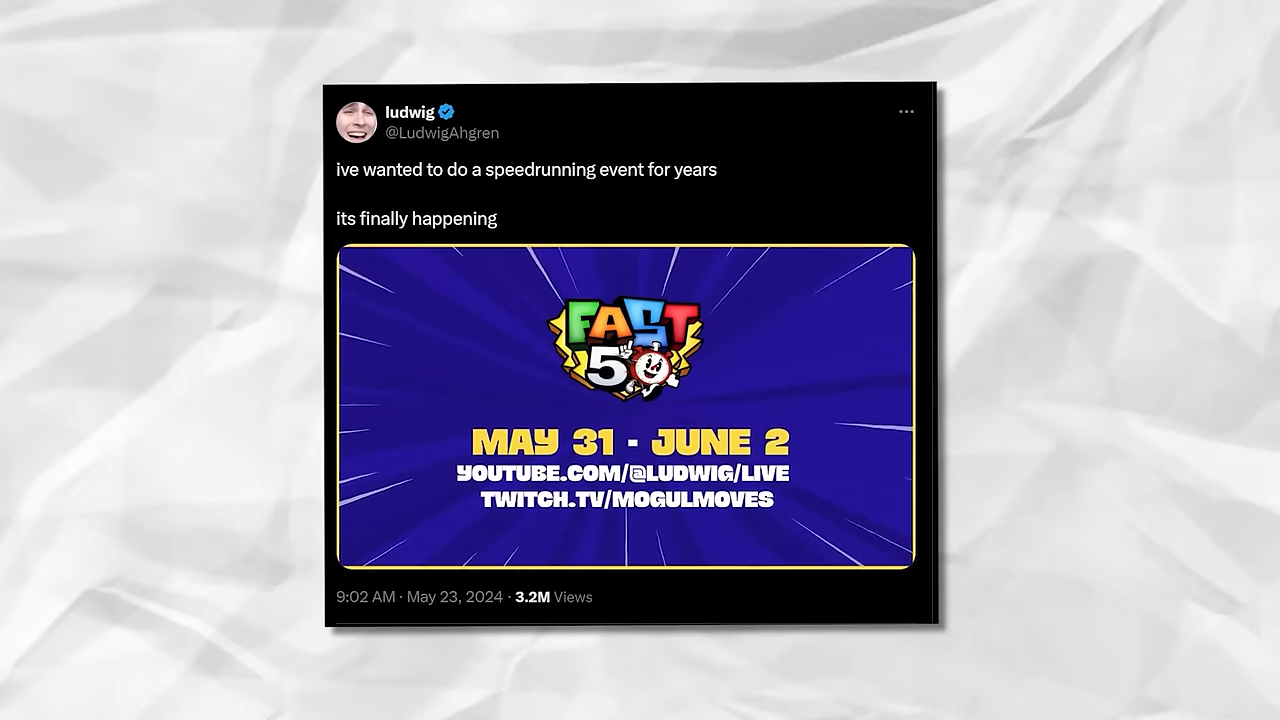 ludwig
@LudwigAhgren
ive wanted to do a speedrunning event for years
its finally happening
FAST
50
MAY 31 - JUNE 2
YOUTUBE.COM/@LUDWIG/LIVE
TWITCH.TV/MOGULMOVES
9:02 AM · May 23, 2024 · 3.2M Views